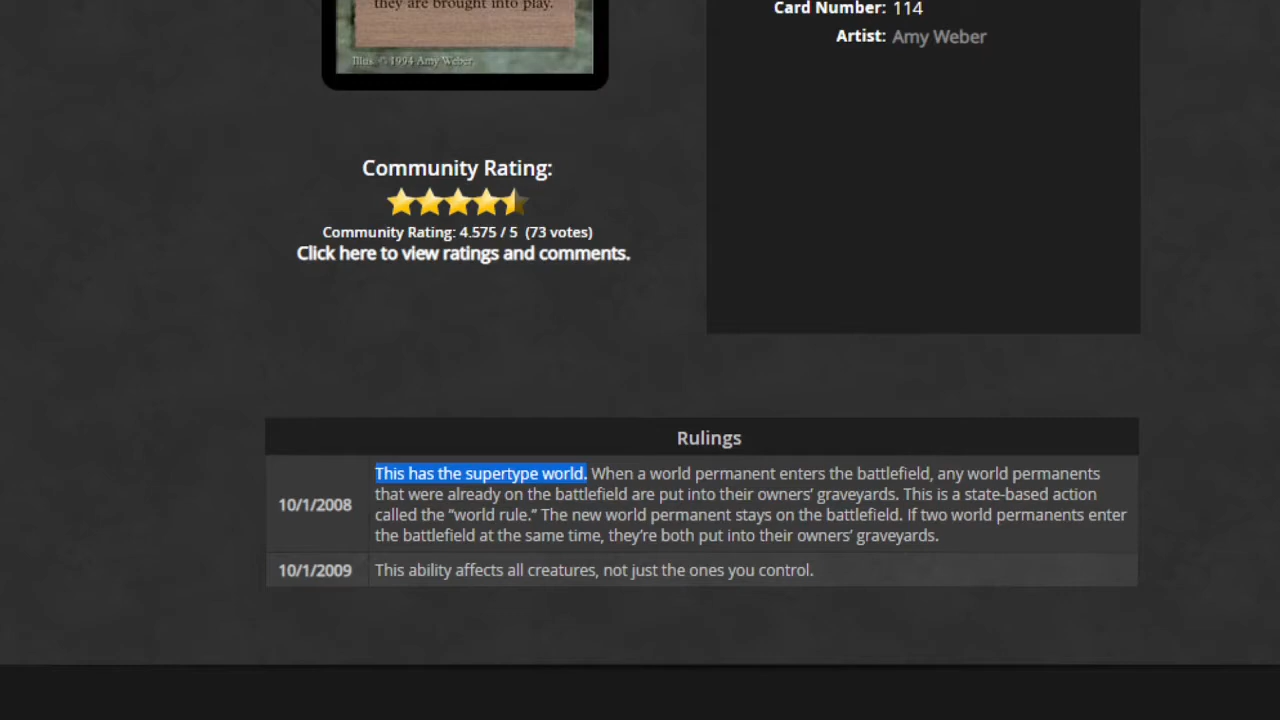 they are brought into play.
Illus. © 1994 Amy Weber
Card Number: 114
Artist: Amy Weber
Community Rating:
Community Rating: 4.575 / 5 (73 votes)
Click here to view ratings and comments.
Rulings
10/1/2008
This has the supertype world. When a world permanent enters the battlefield, any world permanents
that were already on the battlefield are put into their owners’ graveyards. This is a state-based action
called the “world rule.” The new world permanent stays on the battlefield. If two world permanents enter
the battlefield at the same time, they’re both put into their owners’ graveyards.
10/1/2009
This ability affects all creatures, not just the ones you control.